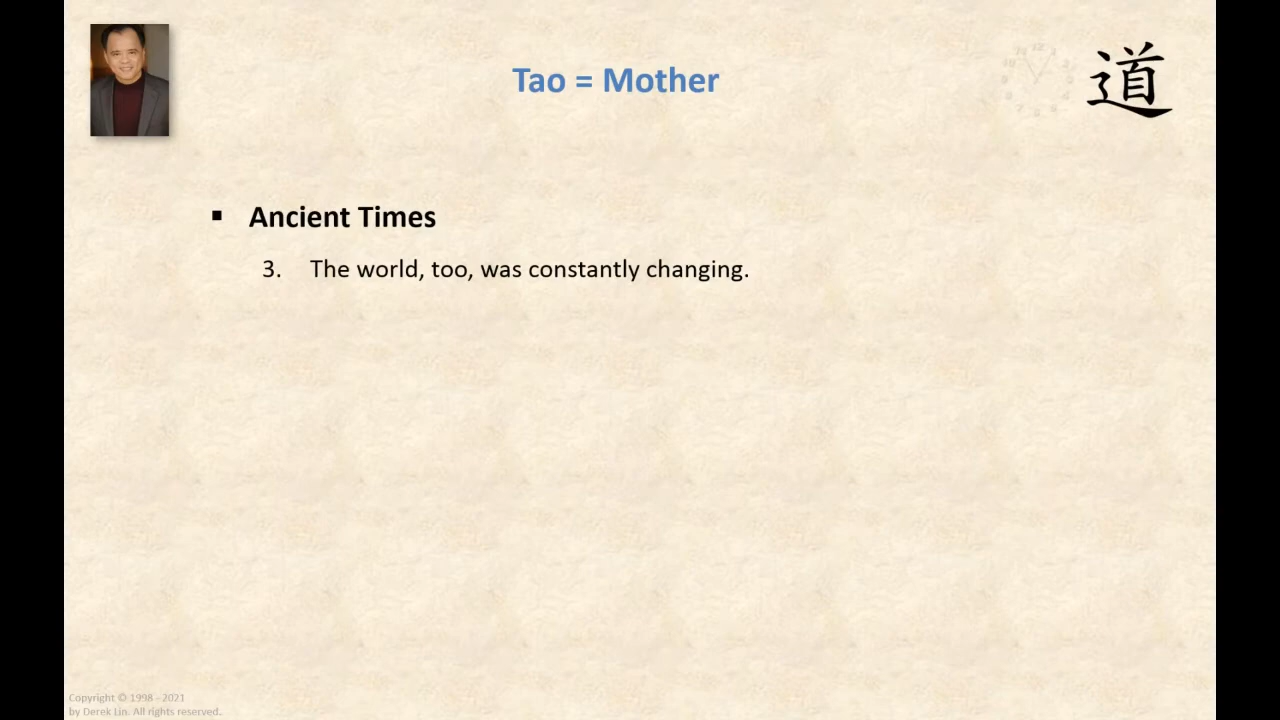 Tao = Mother
道
▪ Ancient Times
3. The world, too, was constantly changing.
Copyright © 1998 - 2021
by Derek Lin. All rights reserved.